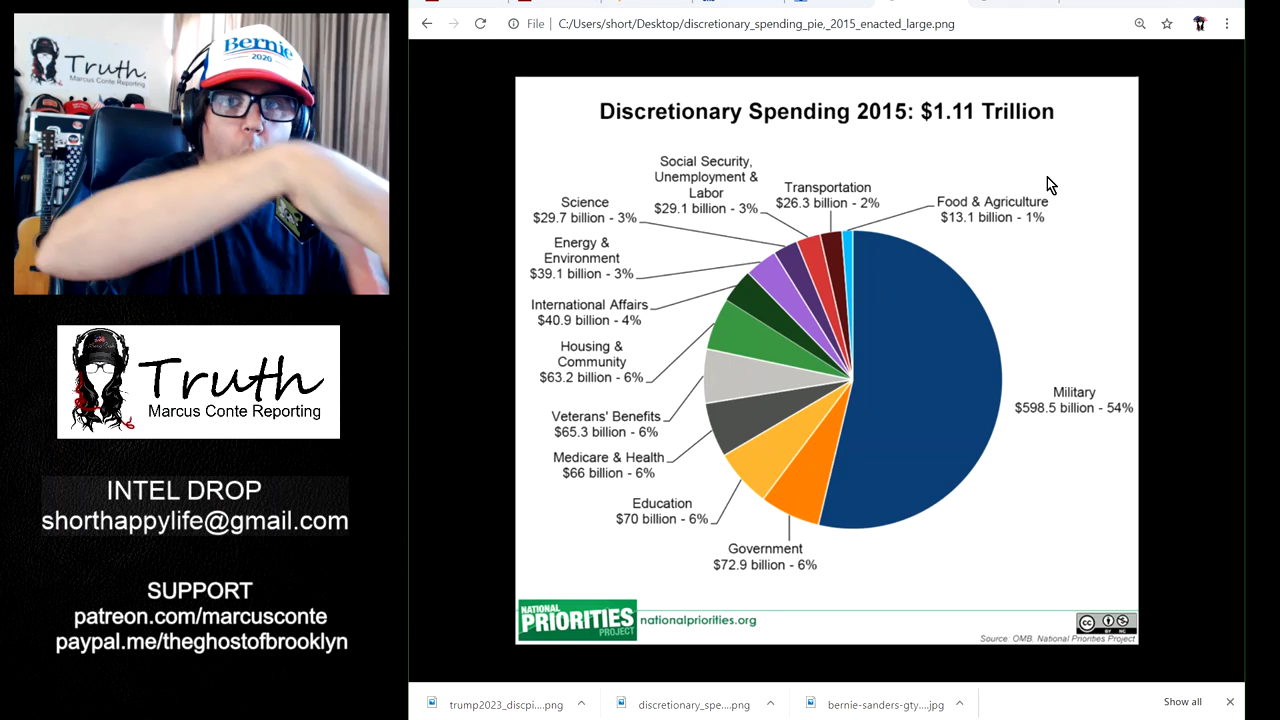 Truth.
Marcus Conte Reporting
Bernie
2020
Truth
Marcus Conte Reporting
INTEL DROP
shorthappylife@gmail.com
SUPPORT
patreon.com/marcusconte
paypal.me/theghostofbrooklyn
File | C:/Users/short/Desktop/discretionary_spending_pie,_2015_enacted_large.png
Discretionary Spending 2015: $1.11 Trillion
Social Security,
Unemployment &
Labor
$29.1 billion - 3%
Transportation
$26.3 billion - 2%
Food & Agriculture
$13.1 billion - 1%
Science
$29.7 billion - 3%
Energy &
Environment
$39.1 billion - 3%
International Affairs
$40.9 billion - 4%
Housing &
Community
$63.2 billion - 6%
Military
$598.5 billion - 54%
Veterans' Benefits
$65.3 billion - 6%
Medicare & Health
$66 billion - 6%
Education
$70 billion - 6%
Government
$72.9 billion - 6%
NATIONAL
PRIORITIES
PROJECT
nationalpriorities.org
cc
BY NC
Source: OMB, National Priorities Project
trump2023_discpi....png
discretionary_spe....png
bernie-sanders-gty....jpg
Show all